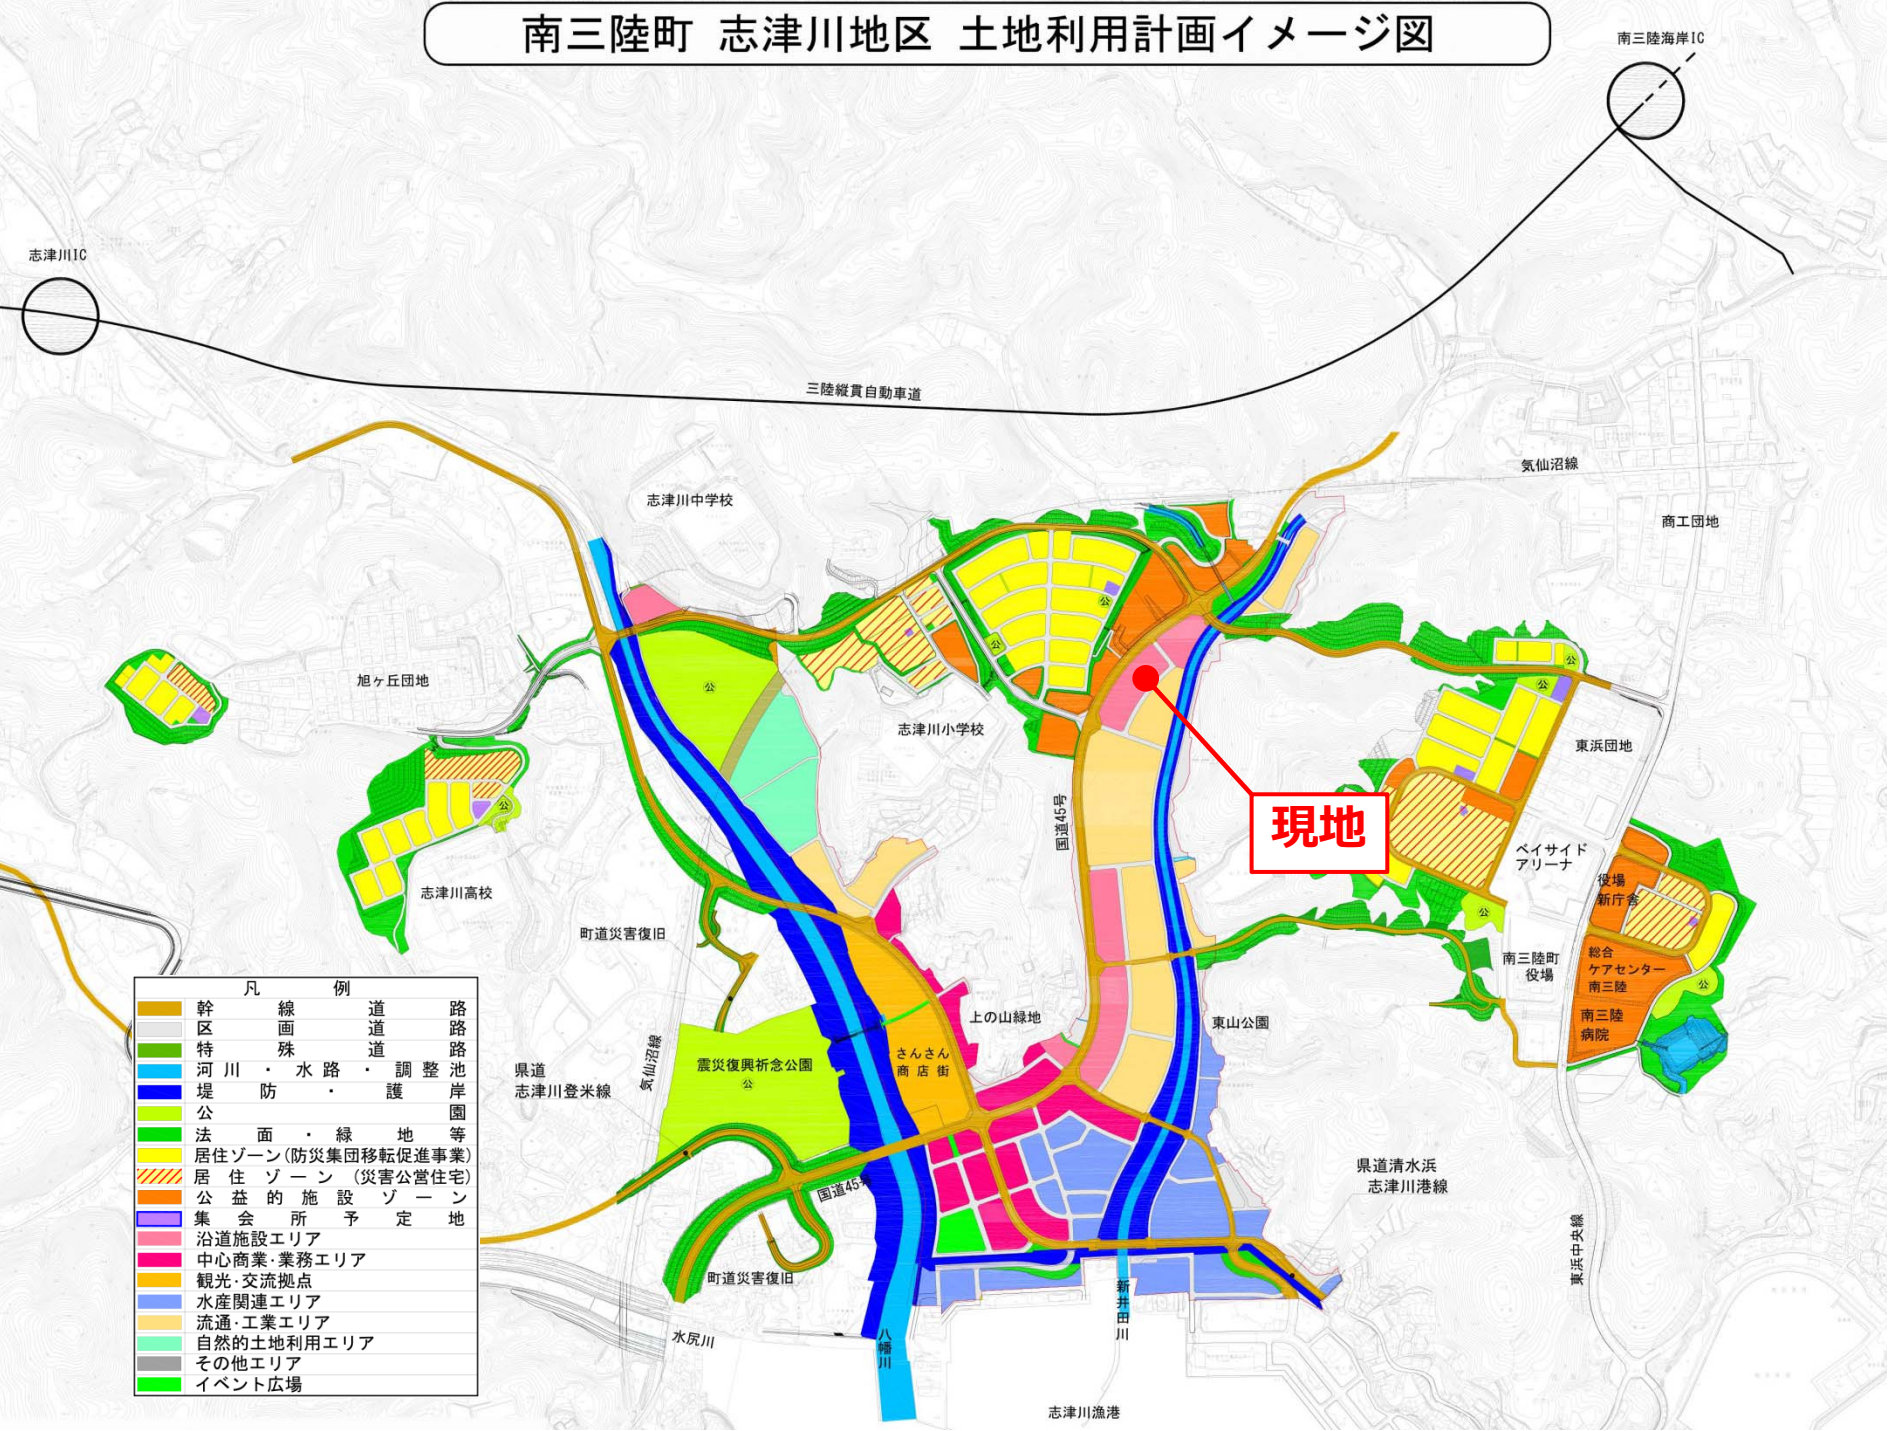 南三陸町 志津川地区 土地利用計画イメージ図
南三陸海岸IC
志津川IC
三陸縦貫自動車道
気仙沼線
志津川中学校
商工団地
公
公
公
公
公
旭ヶ丘団地
志津川小学校
東浜団地
現地
国道45号
公
志津川高校
ベイサイド
アリーナ
役場
新庁舎
公
町道災害復旧
南三陸町
役場
総合
ケアセンター
南三陸
公
南三陸
病院
上の山緑地
東山公園
気仙沼線
震災復興祈念公園
公
さんさん
商店街
県道
志津川登米線
国道45号
県道清水浜
志津川港線
東浜中央線
町道災害復旧
水尻川
八幡川
新井田川
志津川漁港
凡例
幹線道路
区画道路
特殊道路
河川・水路・調整池
堤防・護岸
公園
法面・緑地等
居住ゾーン(防災集団移転促進事業)
居住ゾーン(災害公営住宅)
公益的施設ゾーン
集会所予定地
沿道施設エリア
中心商業・業務エリア
観光・交流拠点
水産関連エリア
流通・工業エリア
自然的土地利用エリア
その他エリア
イベント広場